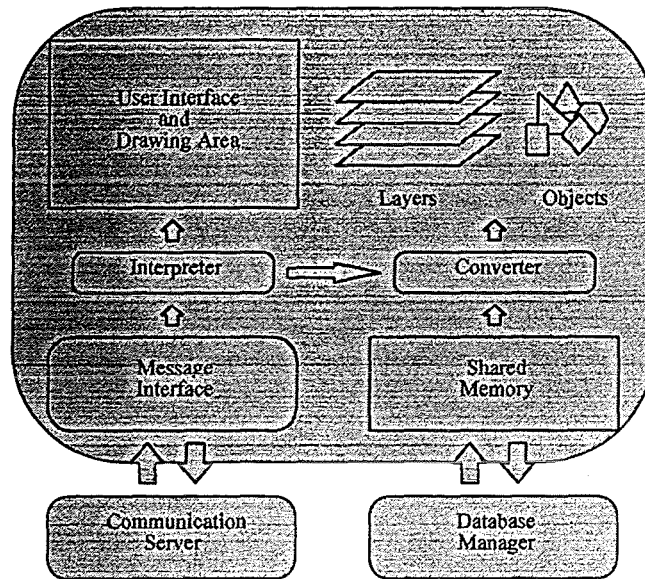 User Interface
and
Drawing Area
Layers
Objects
Interpreter
Converter
Message
Interface
Shared
Memory
Communication
Server
Database
Manager